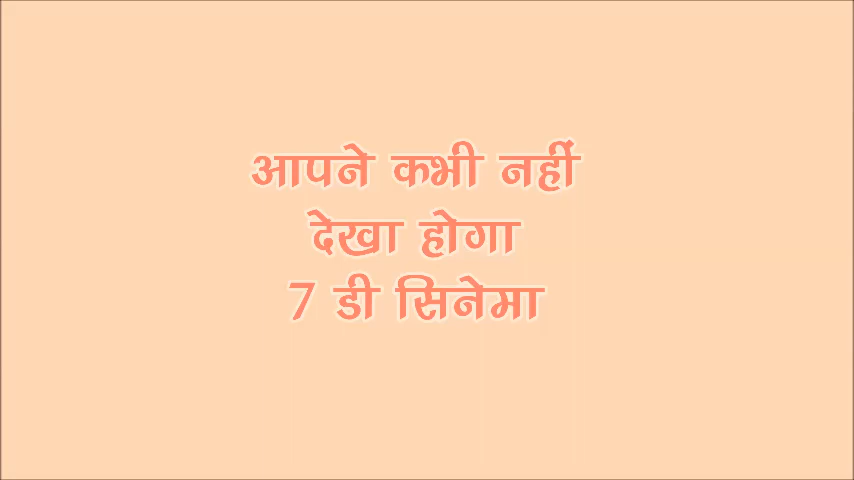 आपने कभी नहीं
देखा होगा
7 डी सिनेमा